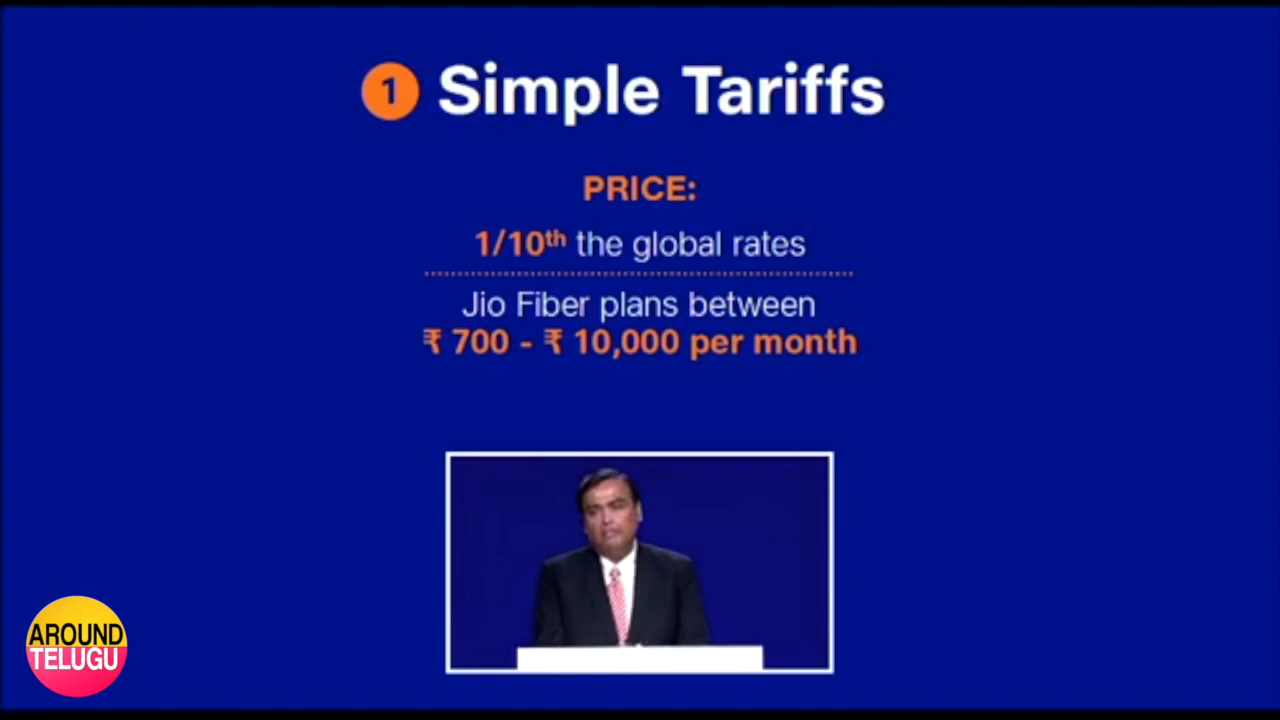 1 Simple Tariffs
PRICE:
1/10th the global rates
Jio Fiber plans between
₹ 700 - ₹ 10,000 per month
AROUND
TELUGU